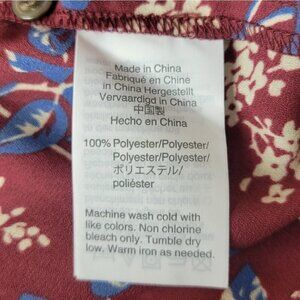 Made in China
Fabriqué en Chine
in China Hergestellt
Vervaardigd in China
中国製
Hecho en China
100% Polyester/Polyester/
Polyester/Polyester/
ポリエステル/
poliéster
Machine wash cold with
like colors. Non chlorine
bleach only. Tumble dry
low. Warm iron as needed.